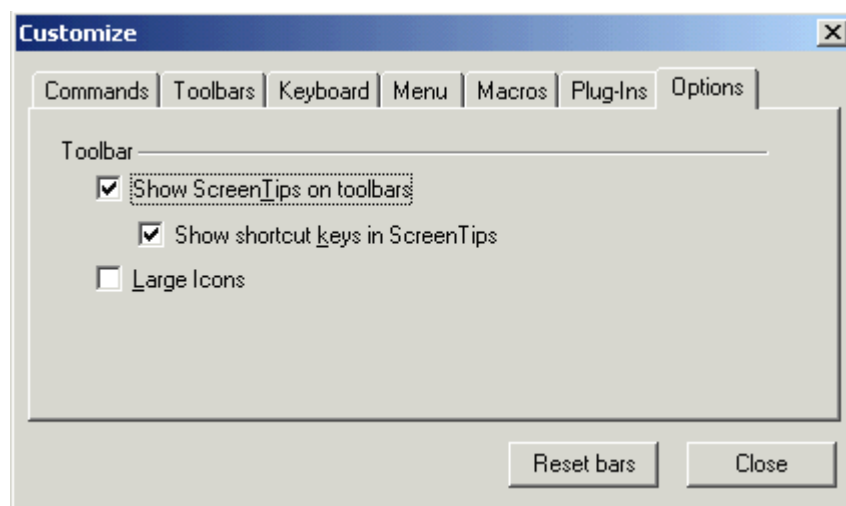 Customize
Commands Toolbars Keyboard Menu Macros Plug-Ins Options
Toolbar
Show ScreenTips on toolbars
Show shortcut keys in ScreenTips
Large Icons
Reset bars Close